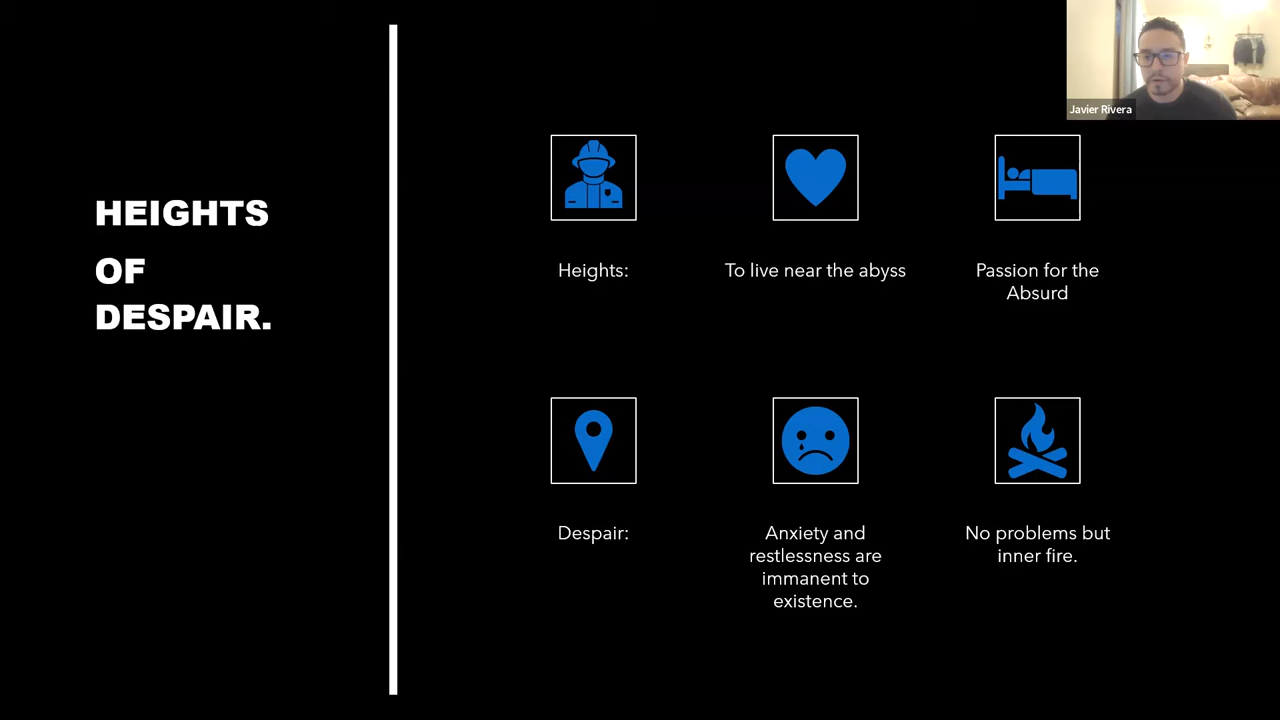 Javier Rivera
HEIGHTS
OF
DESPAIR.
Heights:
To live near the abyss
Passion for the
Absurd
Despair:
Anxiety and
restlessness are
immanent to
existence.
No problems but
inner fire.